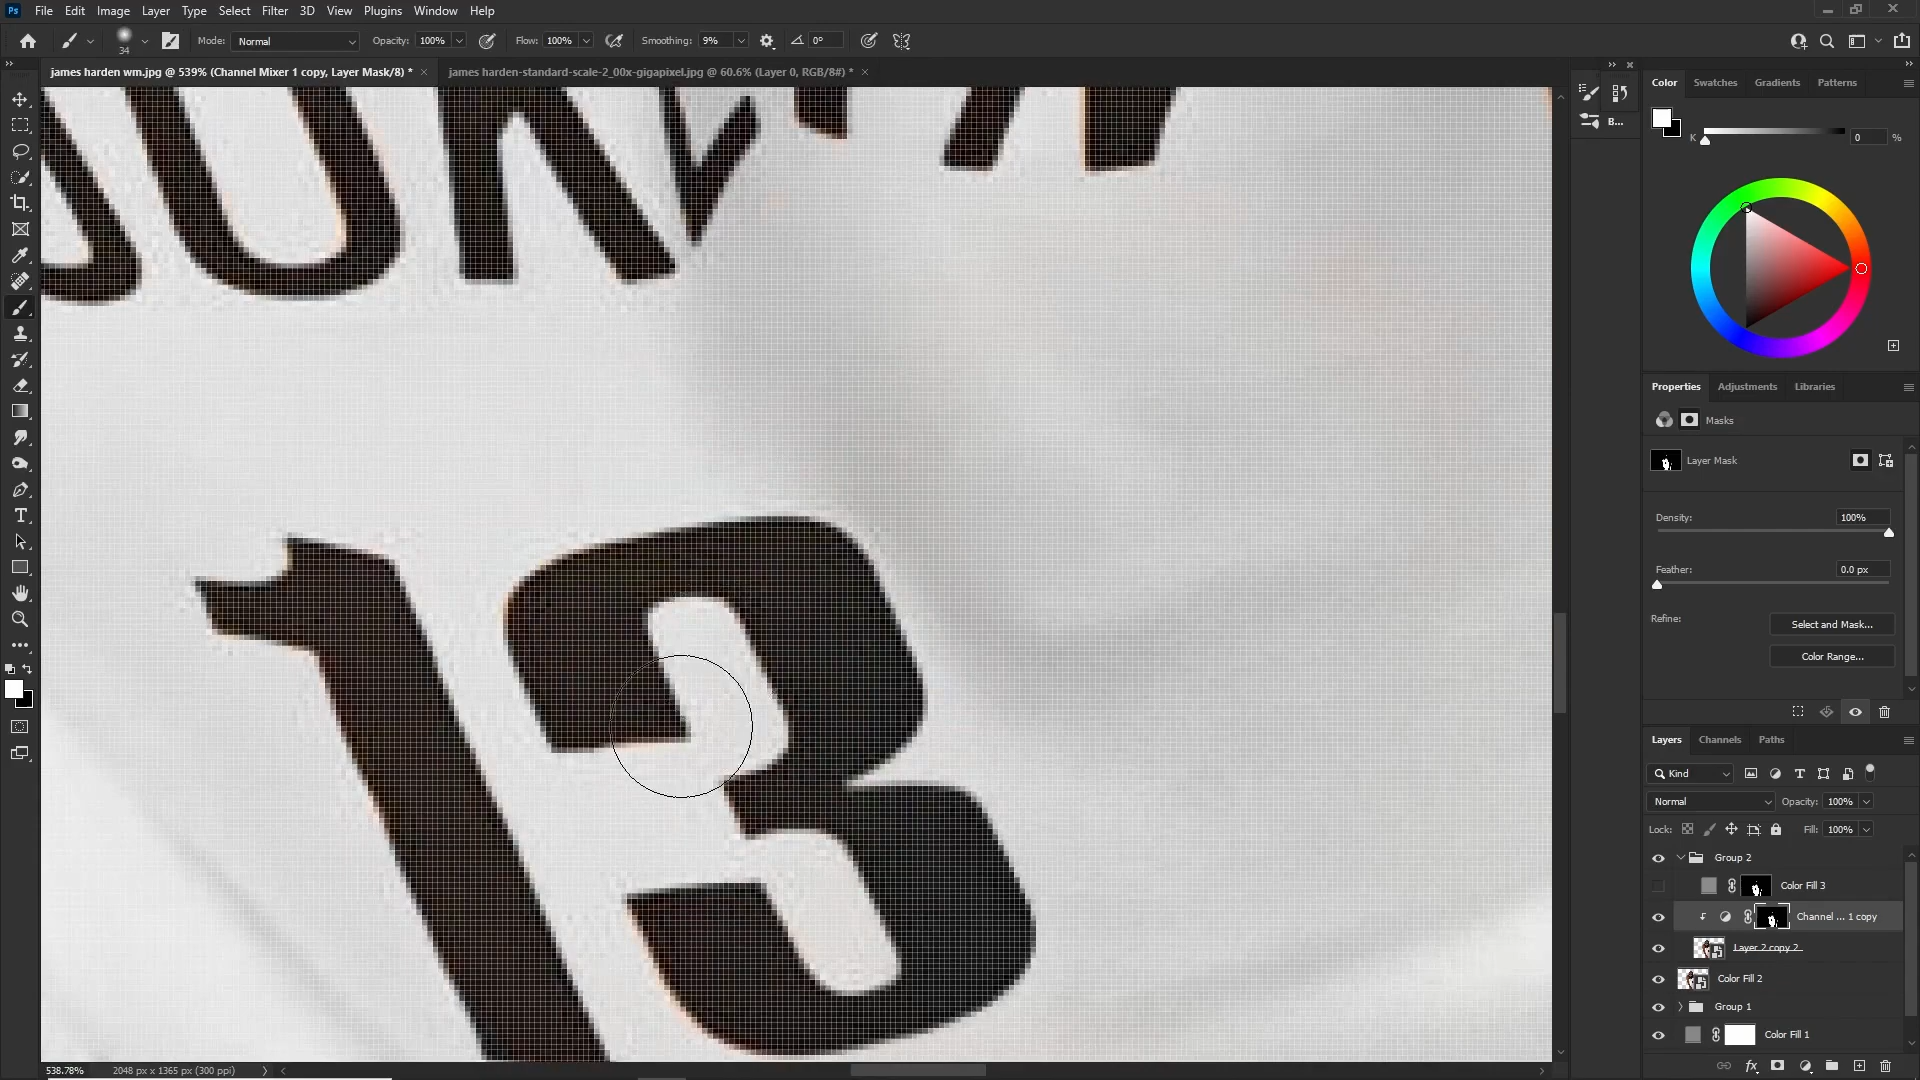 Ps File Edit Image Layer Type Select Filter 3D View Plugins Window Help
34 Mode: Normal Opacity: 100% Flow: 100% Smoothing: 9% 0°
james harden wm.jpg @ 539% (Channel Mixer 1 copy, Layer Mask/8) * × james harden-standard-scale-2_00x-gigapixel.jpg @ 60.6% (Layer 0, RGB/8#) * ×
B...
Color Swatches Gradients Patterns
K 0 %
Properties Adjustments Libraries
Masks
Layer Mask
Density: 100%
Feather: 0.0 px
Refine: Select and Mask...
Color Range...
Layers Channels Paths
Kind
Normal Opacity: 100%
Lock: Fill: 100%
Group 2
Color Fill 3
Channel ... 1 copy
Layer 2 copy 2
Color Fill 2
Group 1
Color Fill 1
fx
13
538.78% 2048 px x 1365 px (300 ppi)